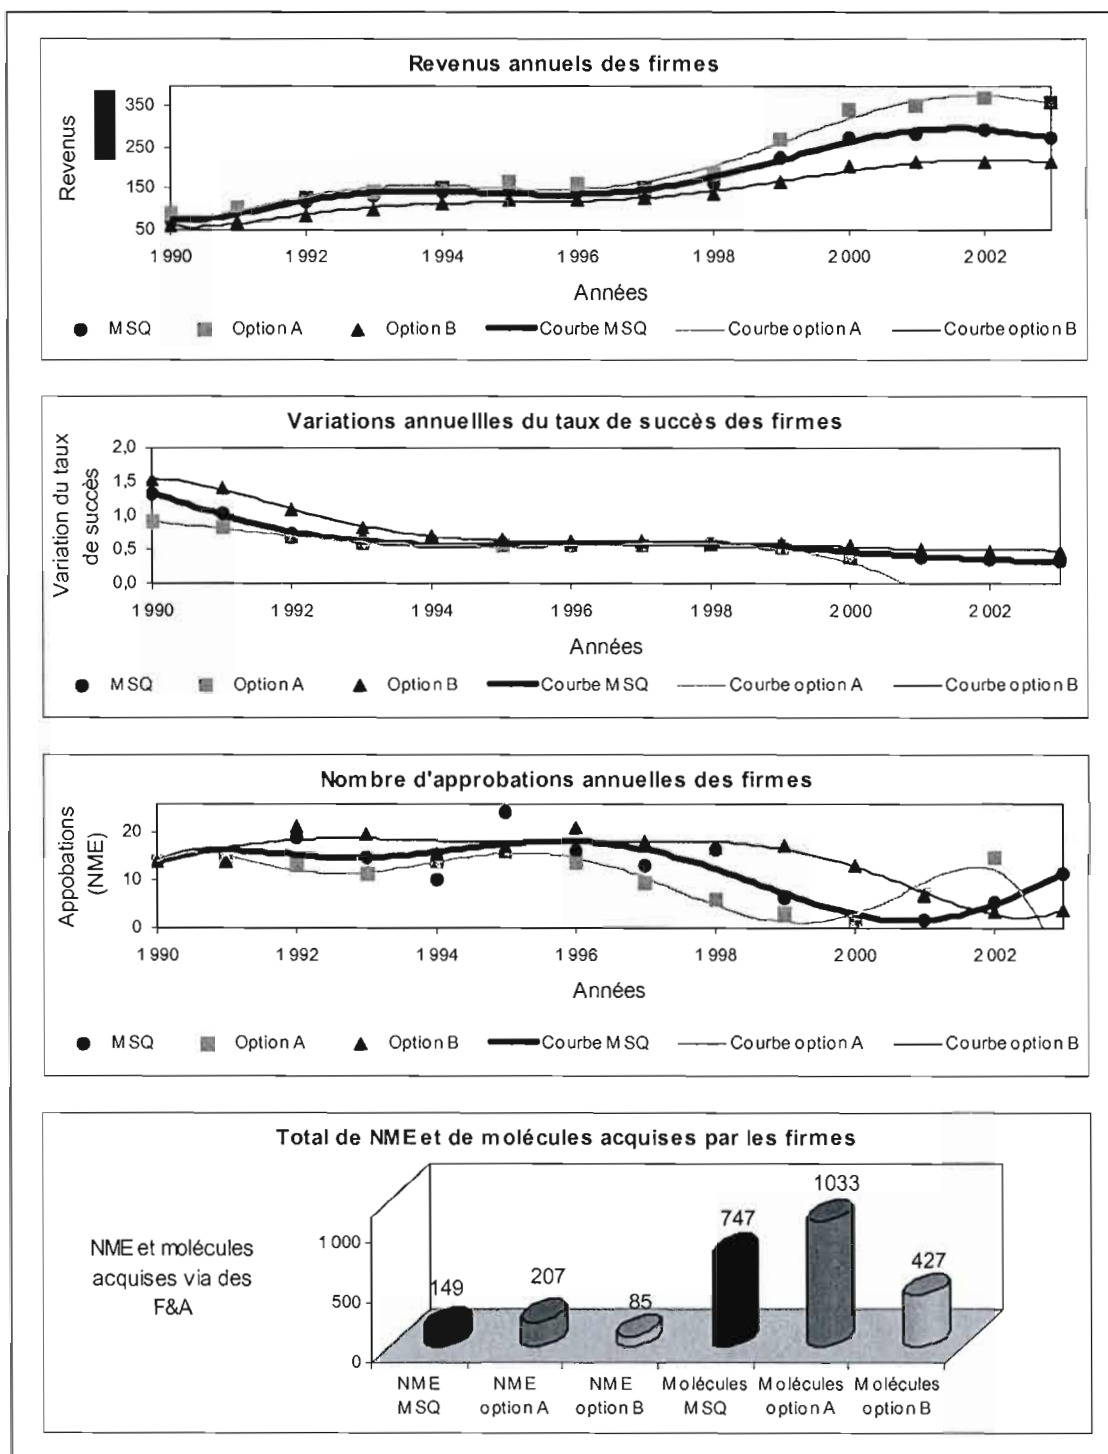 Revenus annuels des firmes
Revenus
350
250
150
50
1990 1992 1994 1996 1998 2000 2002
Années
MSQ Option A Option B Courbe MSQ Courbe option A Courbe option B
Variations annuellles du taux de succès des firmes
Variation du taux
de succès
2,0
1,5
1,0
0,5
0,0
1990 1992 1994 1996 1998 2000 2002
Années
MSQ Option A Option B Courbe MSQ Courbe option A Courbe option B
Nombre d'approbations annuelles des firmes
Appobations
(NME)
20
10
0
1990 1992 1994 1996 1998 2000 2002
Années
MSQ Option A Option B Courbe MSQ Courbe option A Courbe option B
Total de NME et de molécules acquises par les firmes
NME et molécules
acquises via des
F&A
1000
500
0
149 207 85 747 1033 427
NME NME NME Molécules Molécules Molécules
MSQ option A option B MSQ option A option B